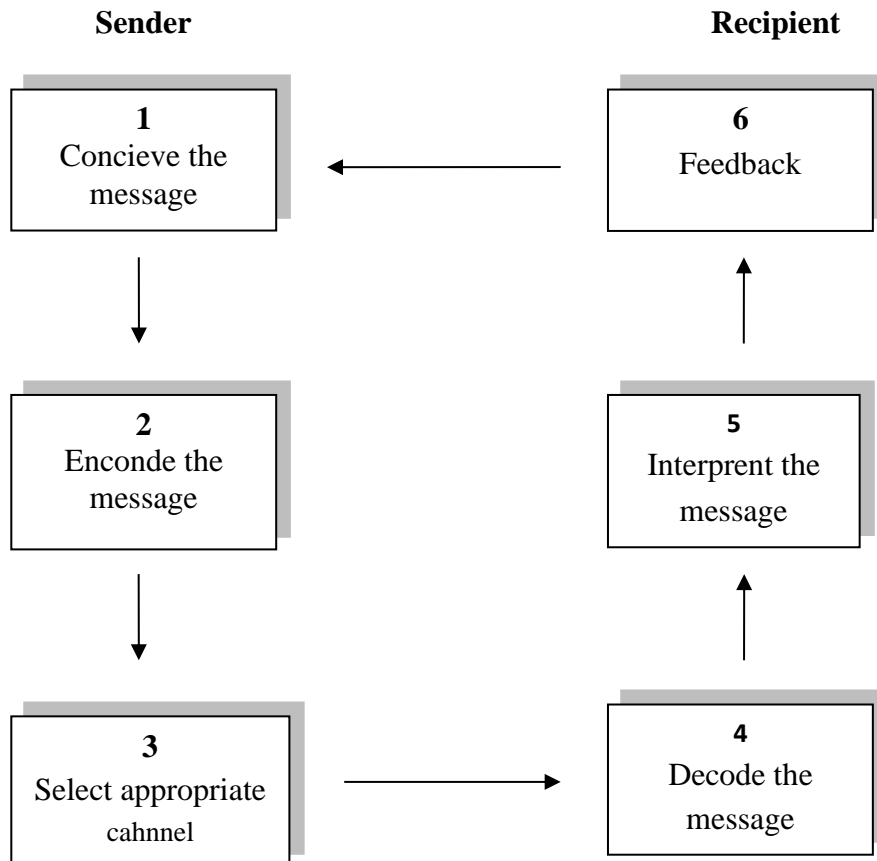 Sender
Recipient
1
Concieve the
message
6
Feedback
2
Enconde the
message
5
Interprent the
message
3
Select appropriate
cahnnel
4
Decode the
message